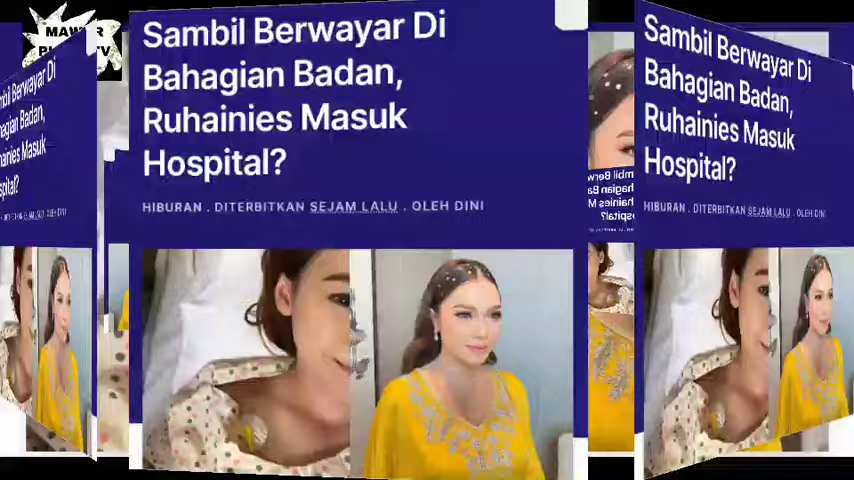 Sambil Berwayar Di
Bahagian Badan,
Ruhainies Masuk
Hospital?
HIBURAN . DITERBITKAN SEJAM LALU . OLEH DINI
Sambil Berwayar Di
Bahagian Badan,
Ruhainies Masuk
Hospital?
HIBURAN . DITERBITKAN SEJAM LALU . OLEH DINI